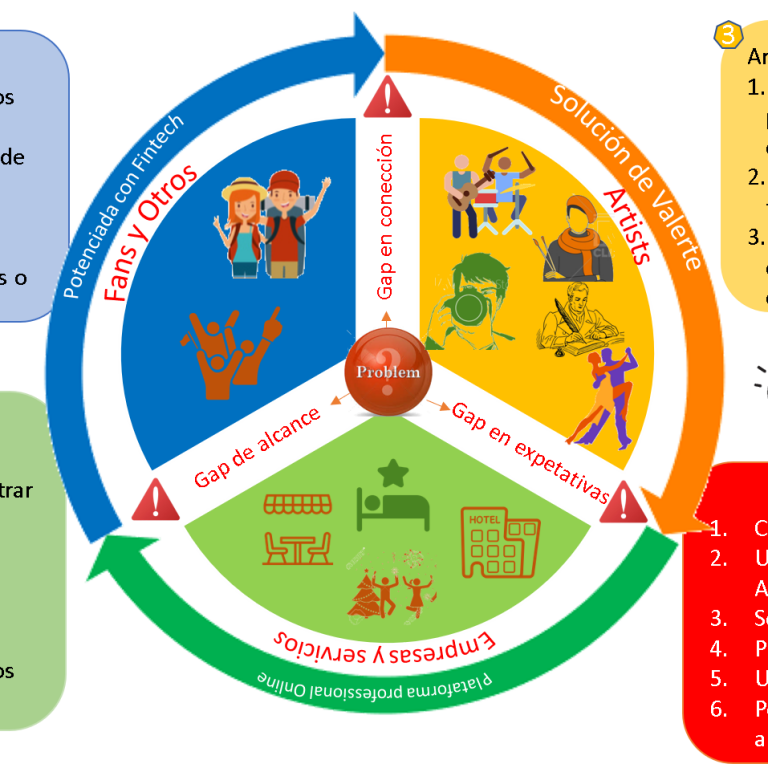 Potenciada con Fintech
Solución de Valerte
Plataforma professional Online
Fans y Otros
Artists
Empresas y servicios
Gap en conección
Gap de alcance
Gap en expetativas
Problem
?
HOTEL
3
Ar
1.
2.
3.
os
de
s o
trar
os
1. C
2. U
A
3. Se
4. P
5. U
6. Po
a